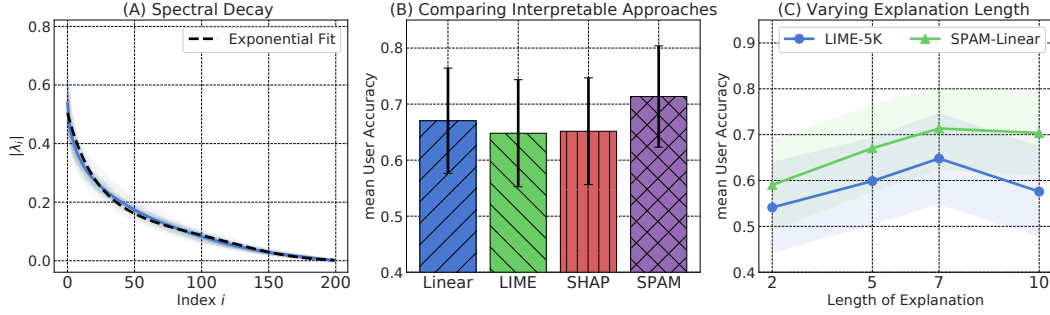 (A) Spectral Decay
0.8
0.6
0.4
0.2
0.0
|λi|
Exponential Fit
0 50 100 150 200
Index i
(B) Comparing Interpretable Approaches
0.8
0.7
0.6
0.5
0.4
mean User Accuracy
Linear LIME SHAP SPAM
(C) Varying Explanation Length
0.9
0.8
0.7
0.6
0.5
0.4
mean User Accuracy
LIME-5K SPAM-Linear
2 5 7 10
Length of Explanation